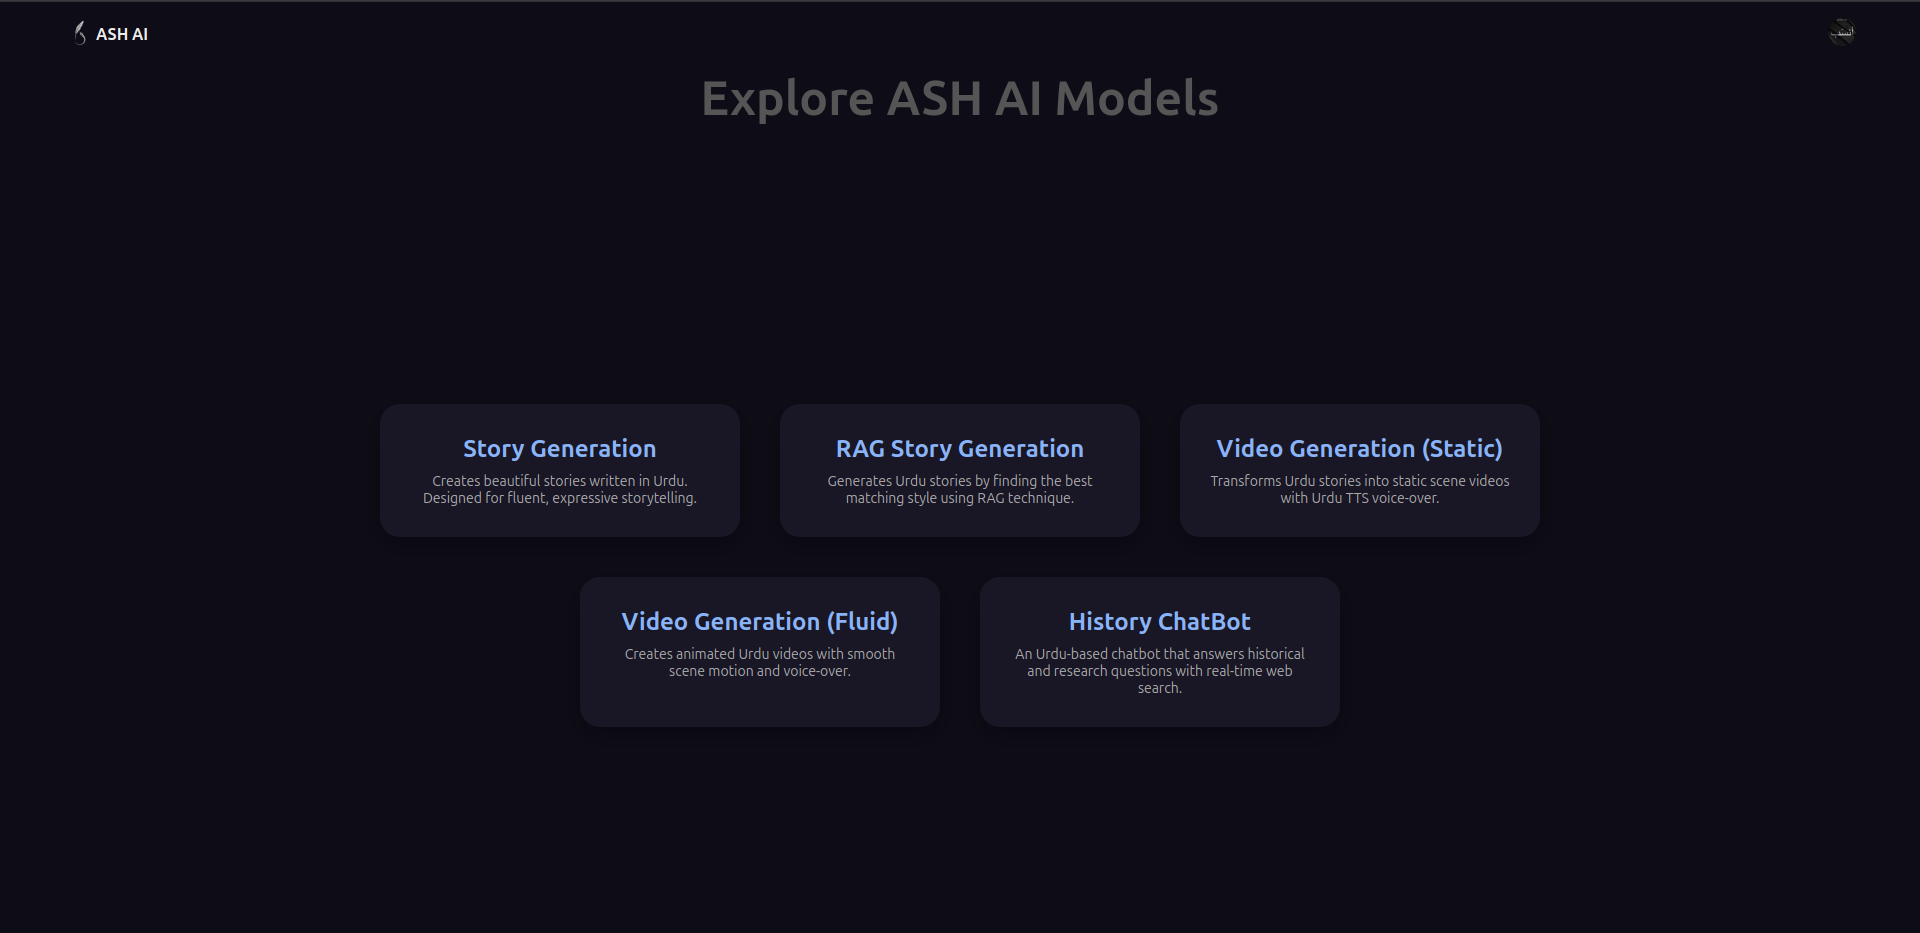 ASH AI
Explore ASH AI Models
Story Generation
Creates beautiful stories written in Urdu.
Designed for fluent, expressive storytelling.
RAG Story Generation
Generates Urdu stories by finding the best
matching style using RAG technique.
Video Generation (Static)
Transforms Urdu stories into static scene videos
with Urdu TTS voice-over.
Video Generation (Fluid)
Creates animated Urdu videos with smooth
scene motion and voice-over.
History ChatBot
An Urdu-based chatbot that answers historical
and research questions with real-time web
search.